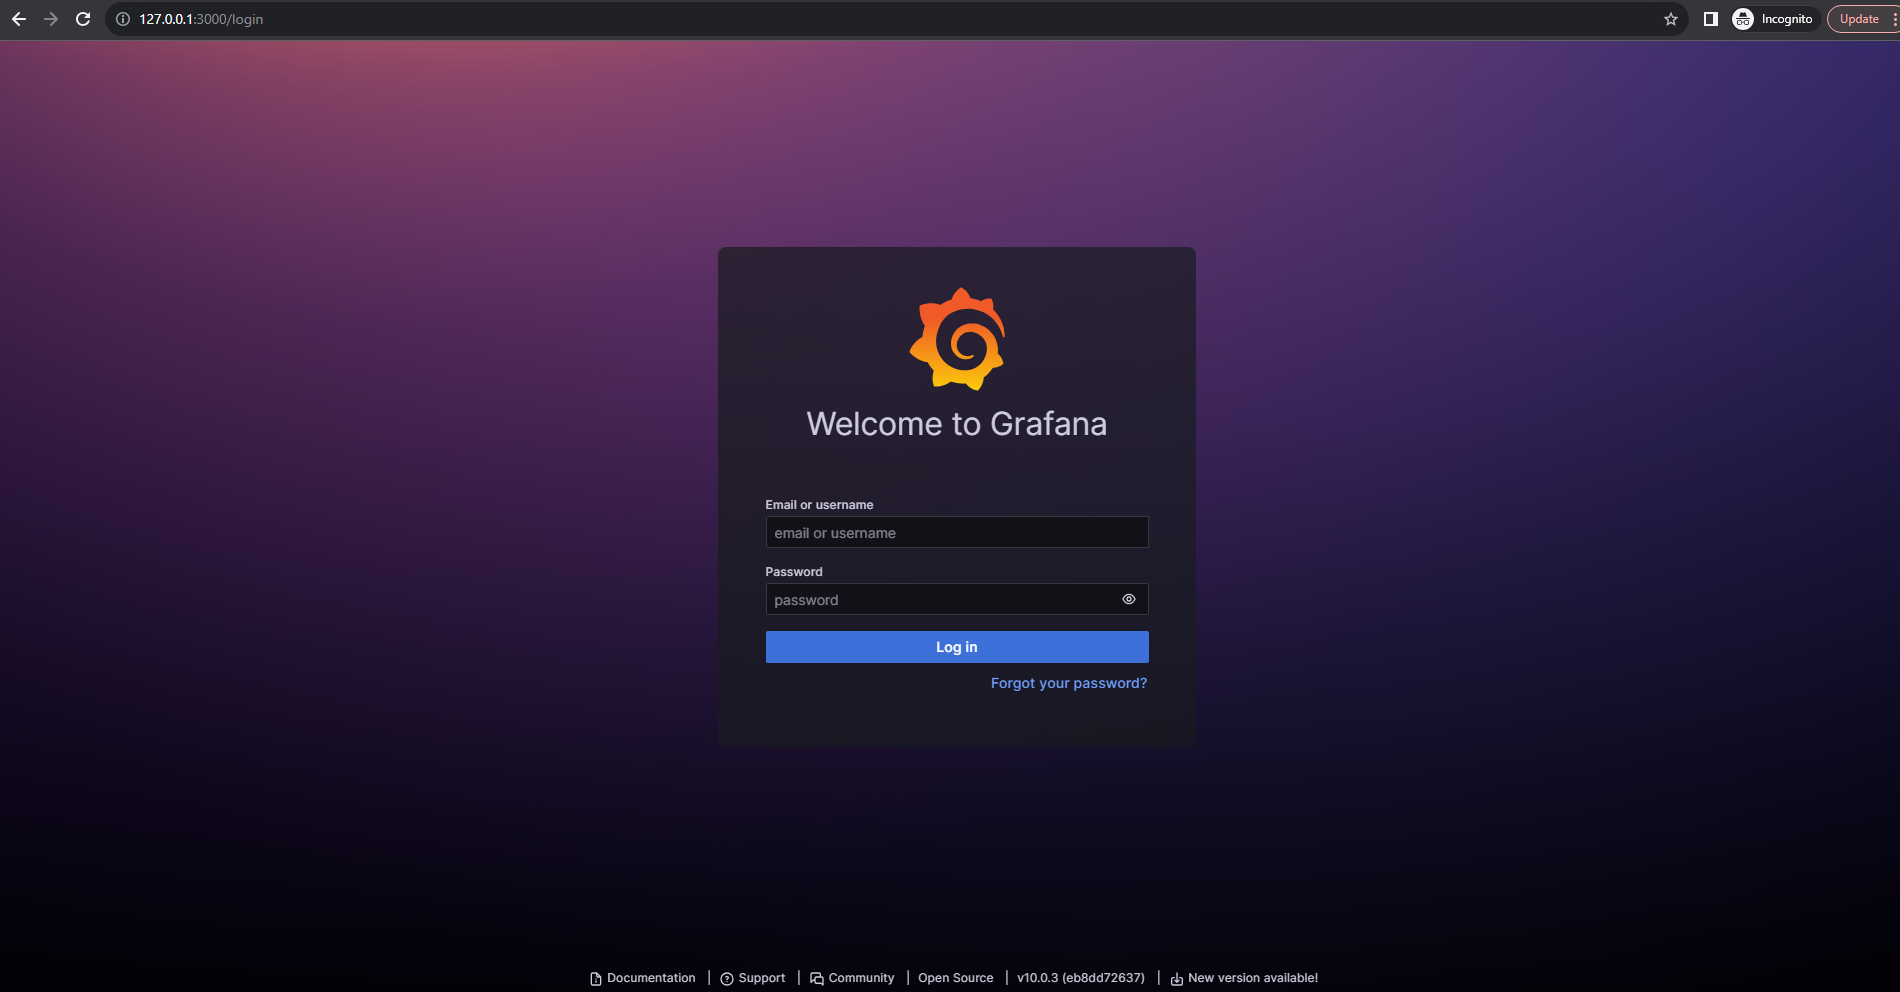 127.0.0.1:3000/login
Incognito
Update
Welcome to Grafana
Email or username
email or username
Password
password
Log in
Forgot your password?
Documentation | Support | Community | Open Source | v10.0.3 (eb8dd72637) | New version available!